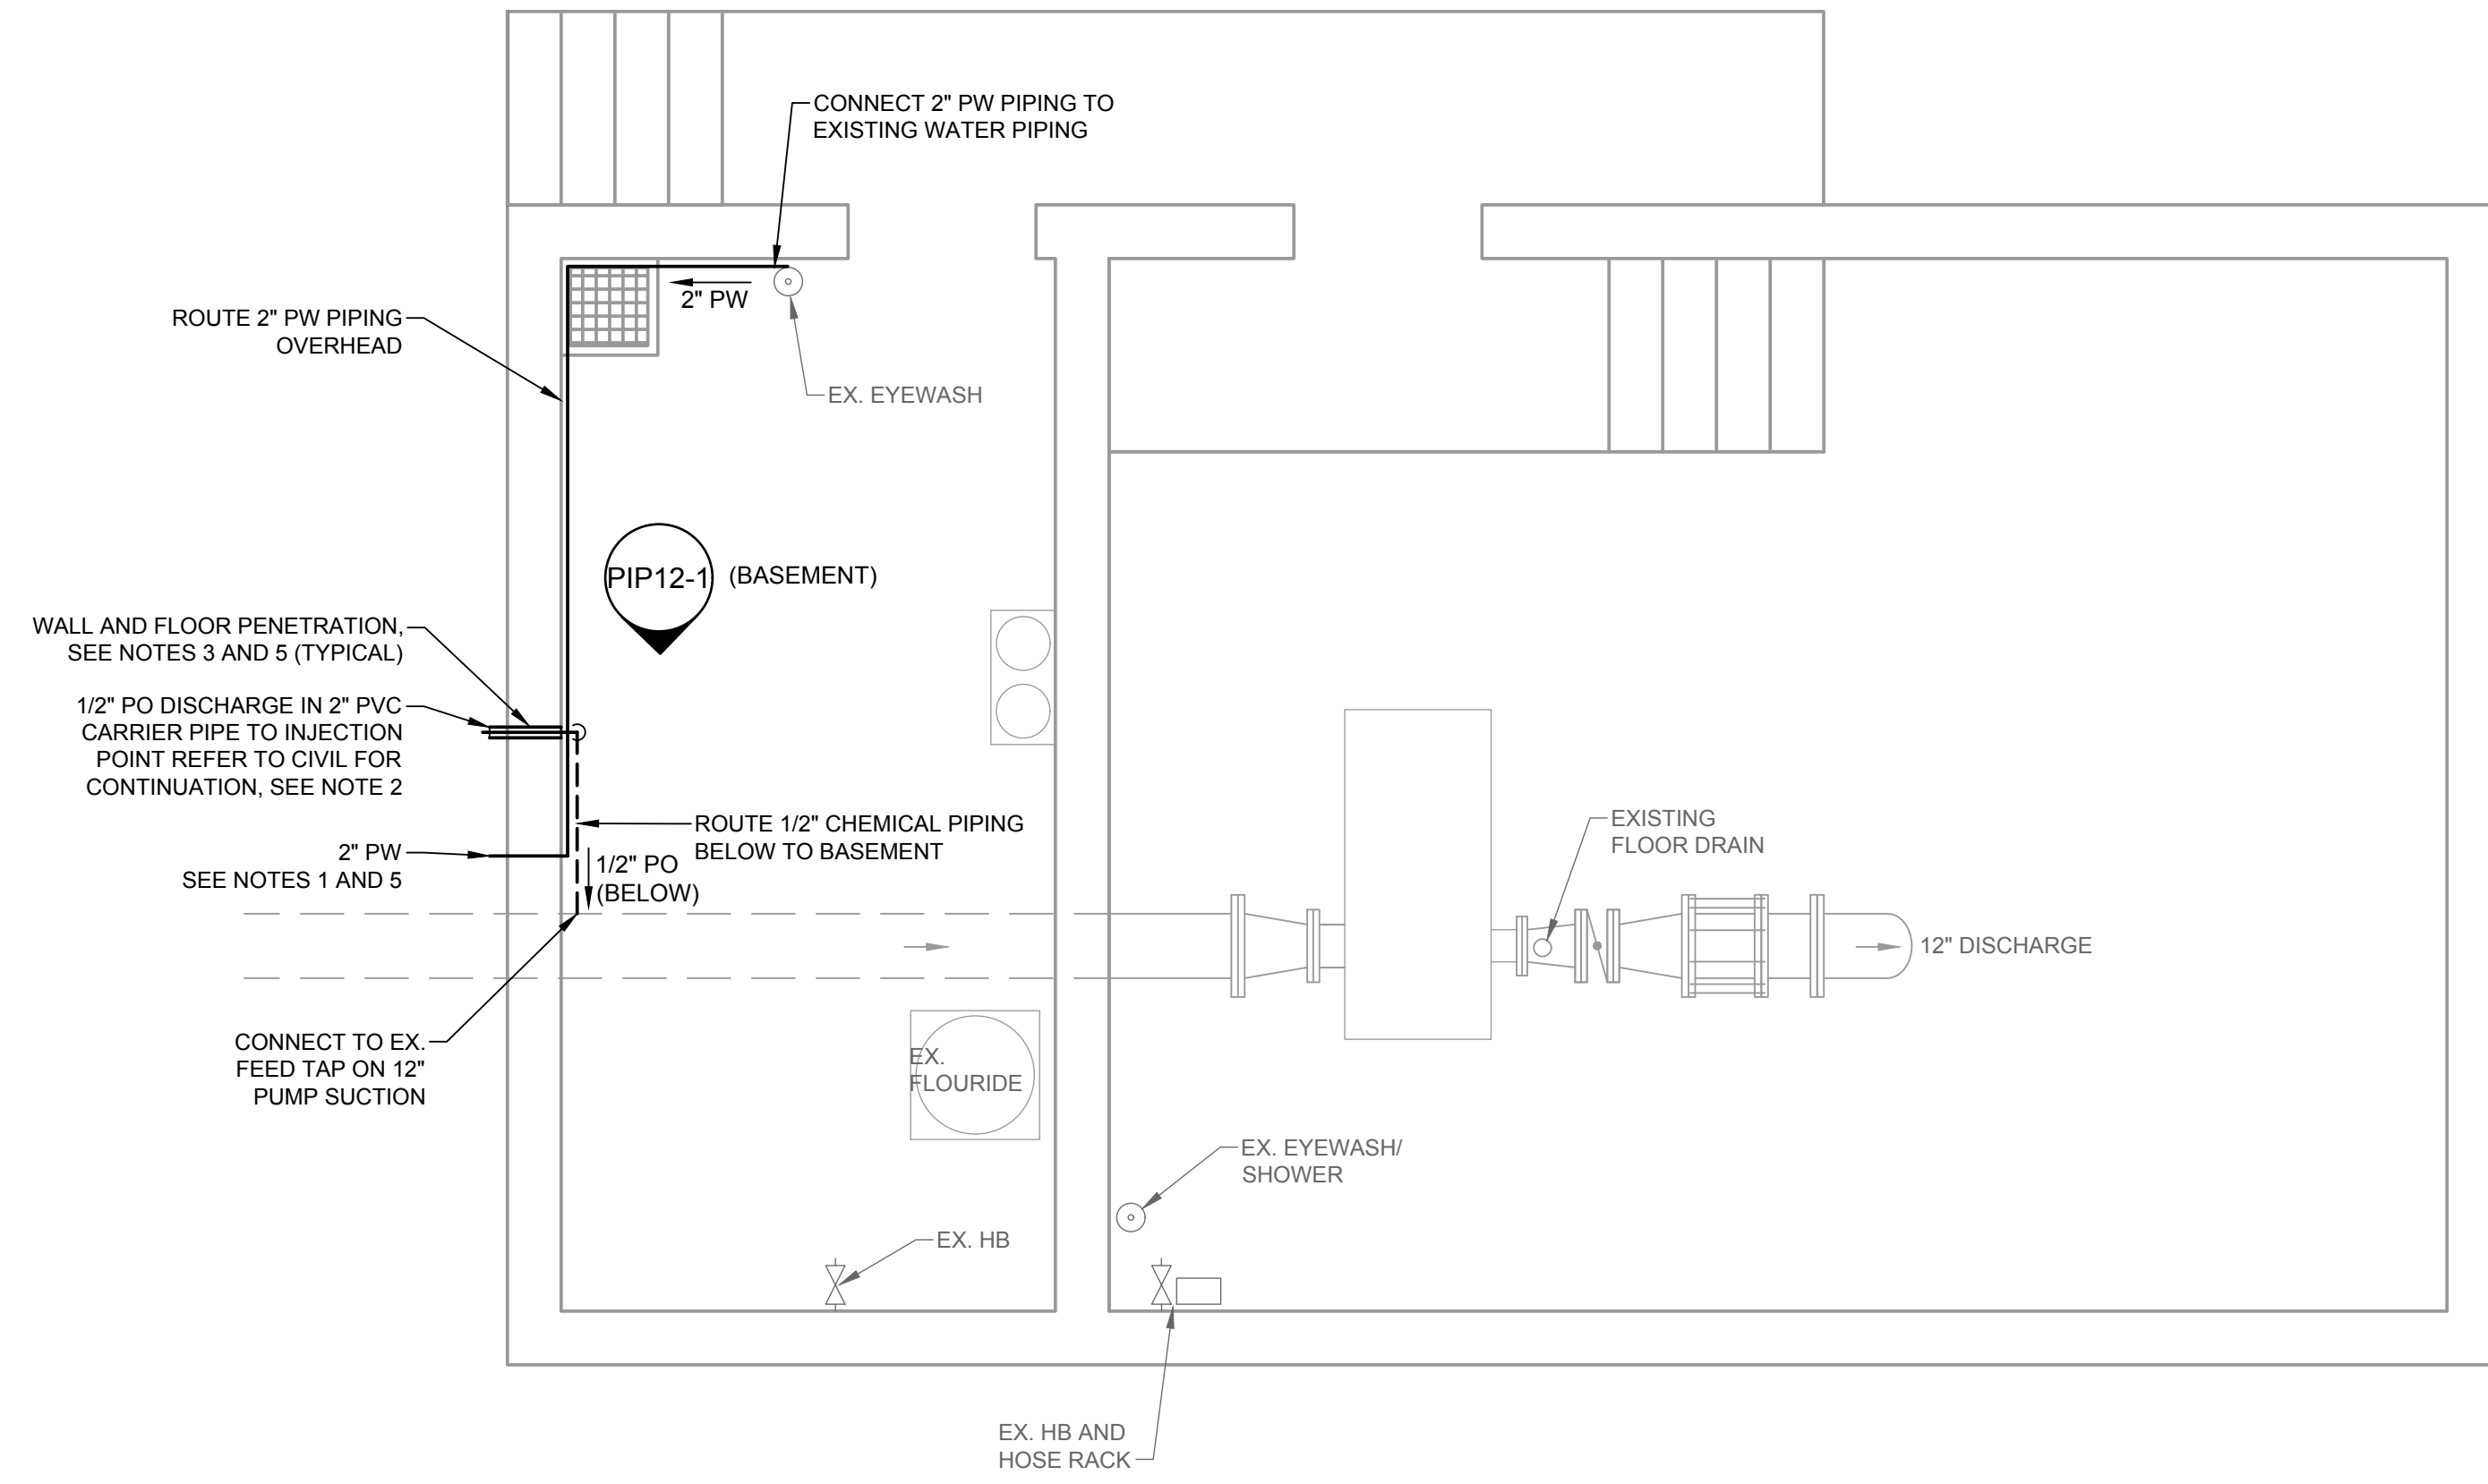 CONNECT 2" PW PIPING TO
EXISTING WATER PIPING
2" PW
ROUTE 2" PW PIPING
OVERHEAD
EX. EYEWASH
PIP12-1
(BASEMENT)
WALL AND FLOOR PENETRATION,
SEE NOTES 3 AND 5 (TYPICAL)
1/2" PO DISCHARGE IN 2" PVC
CARRIER PIPE TO INJECTION
POINT REFER TO CIVIL FOR
CONTINUATION, SEE NOTE 2
ROUTE 1/2" CHEMICAL PIPING
BELOW TO BASEMENT
2" PW
SEE NOTES 1 AND 5
1/2" PO
(BELOW)
EXISTING
FLOOR DRAIN
12" DISCHARGE
CONNECT TO EX.
FEED TAP ON 12"
PUMP SUCTION
EX.
FLOURIDE
EX. EYEWASH/
SHOWER
EX. HB
EX. HB AND
HOSE RACK